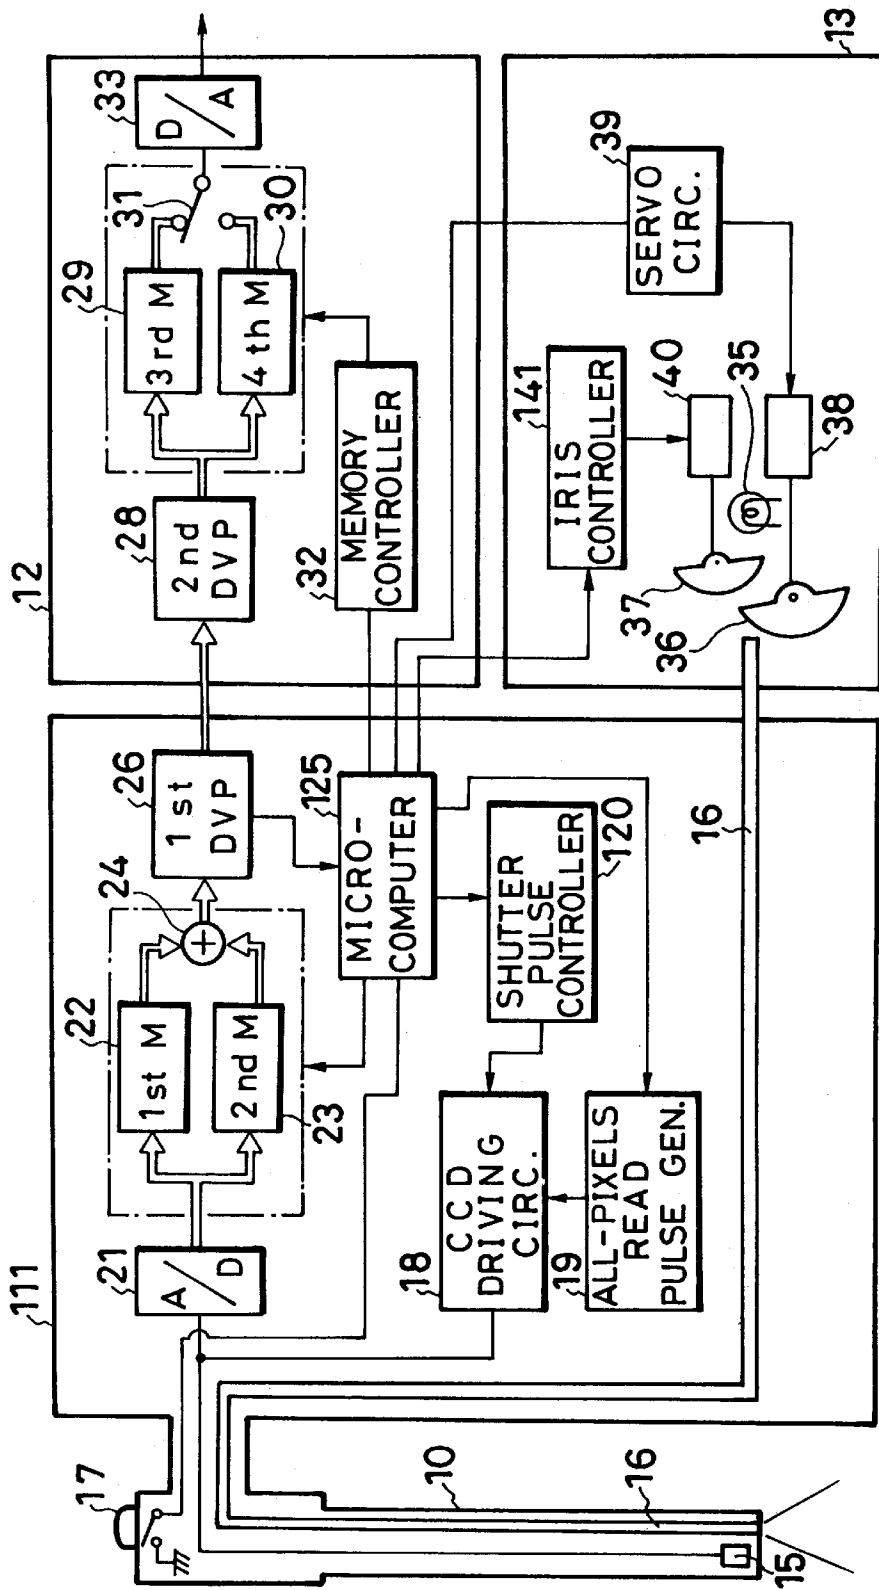 111
17
21
A/D
22
1st M
2nd M
23
24
26
1st
DVP
12
28
2nd
DVP
29
3rd M
4th M
30
31
33
D/A
125
MICRO-
COMPUTER
32
MEMORY
CONTROLLER
SHUTTER
PULSE
CONTROLLER
120
18
CCD
DRIVING
CIRC.
19
ALL-PIXELS
READ
PULSE GEN.
10
16
15
16
13
141
IRIS
CONTROLLER
39
SERVO
CIRC.
40
35
38
37
36